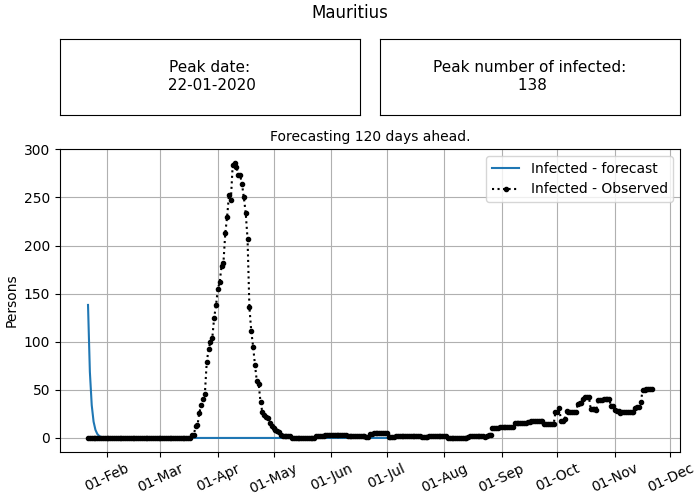 Mauritius
Peak date:
22-01-2020
Peak number of infected:
138
Forecasting 120 days ahead.
Infected - forecast
Infected - Observed
Persons
300
250
200
150
100
50
0
01-Feb
01-Mar
01-Apr
01-May
01-Jun
01-Jul
01-Aug
01-Sep
01-Oct
01-Nov
01-Dec